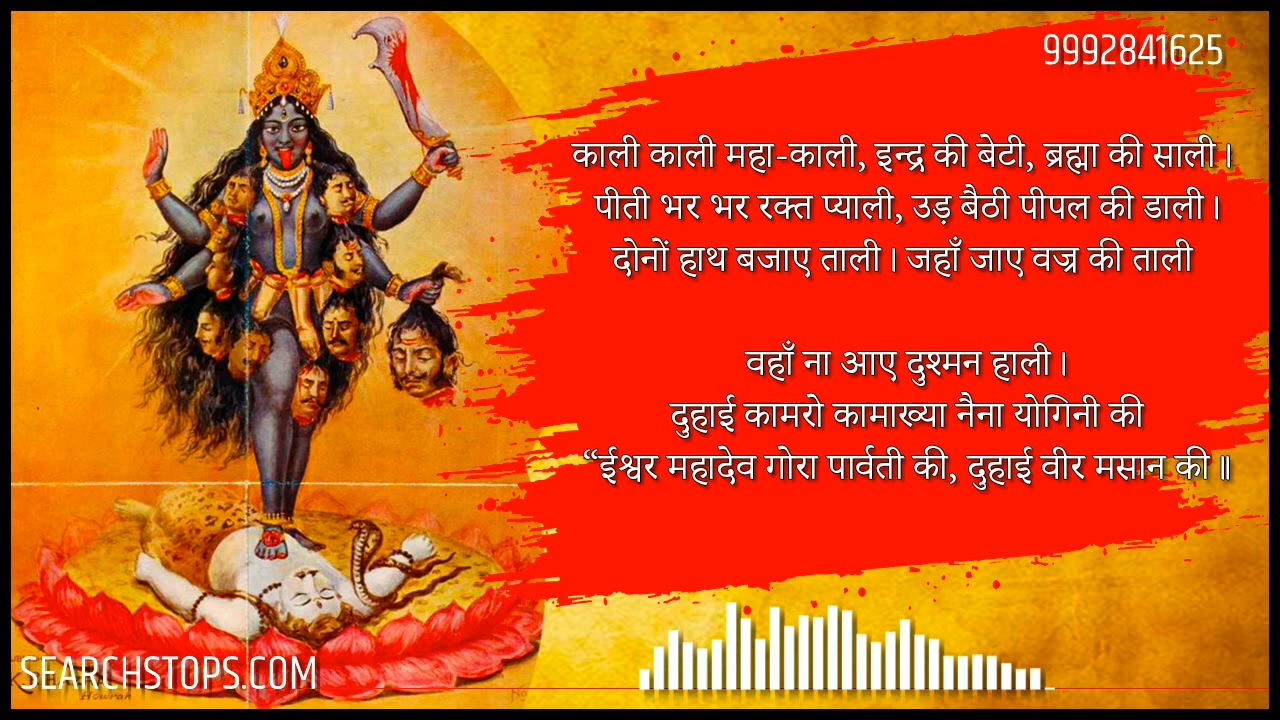 9992841625
काली काली महा-काली, इन्द्र की बेटी, ब्रह्मा की साली।
पीती भर भर रक्त प्याली, उड़ बैठी पीपल की डाली।
दोनों हाथ बजाए ताली। जहाँ जाए वज्र की ताली
वहाँ ना आए दुश्मन हाली।
दुहाई कामरो कामाख्या नैना योगिनी की
“ईश्वर महादेव गोरा पार्वती की, दुहाई वीर मसान की॥
SEARCHSTOPS.COM
Howrah